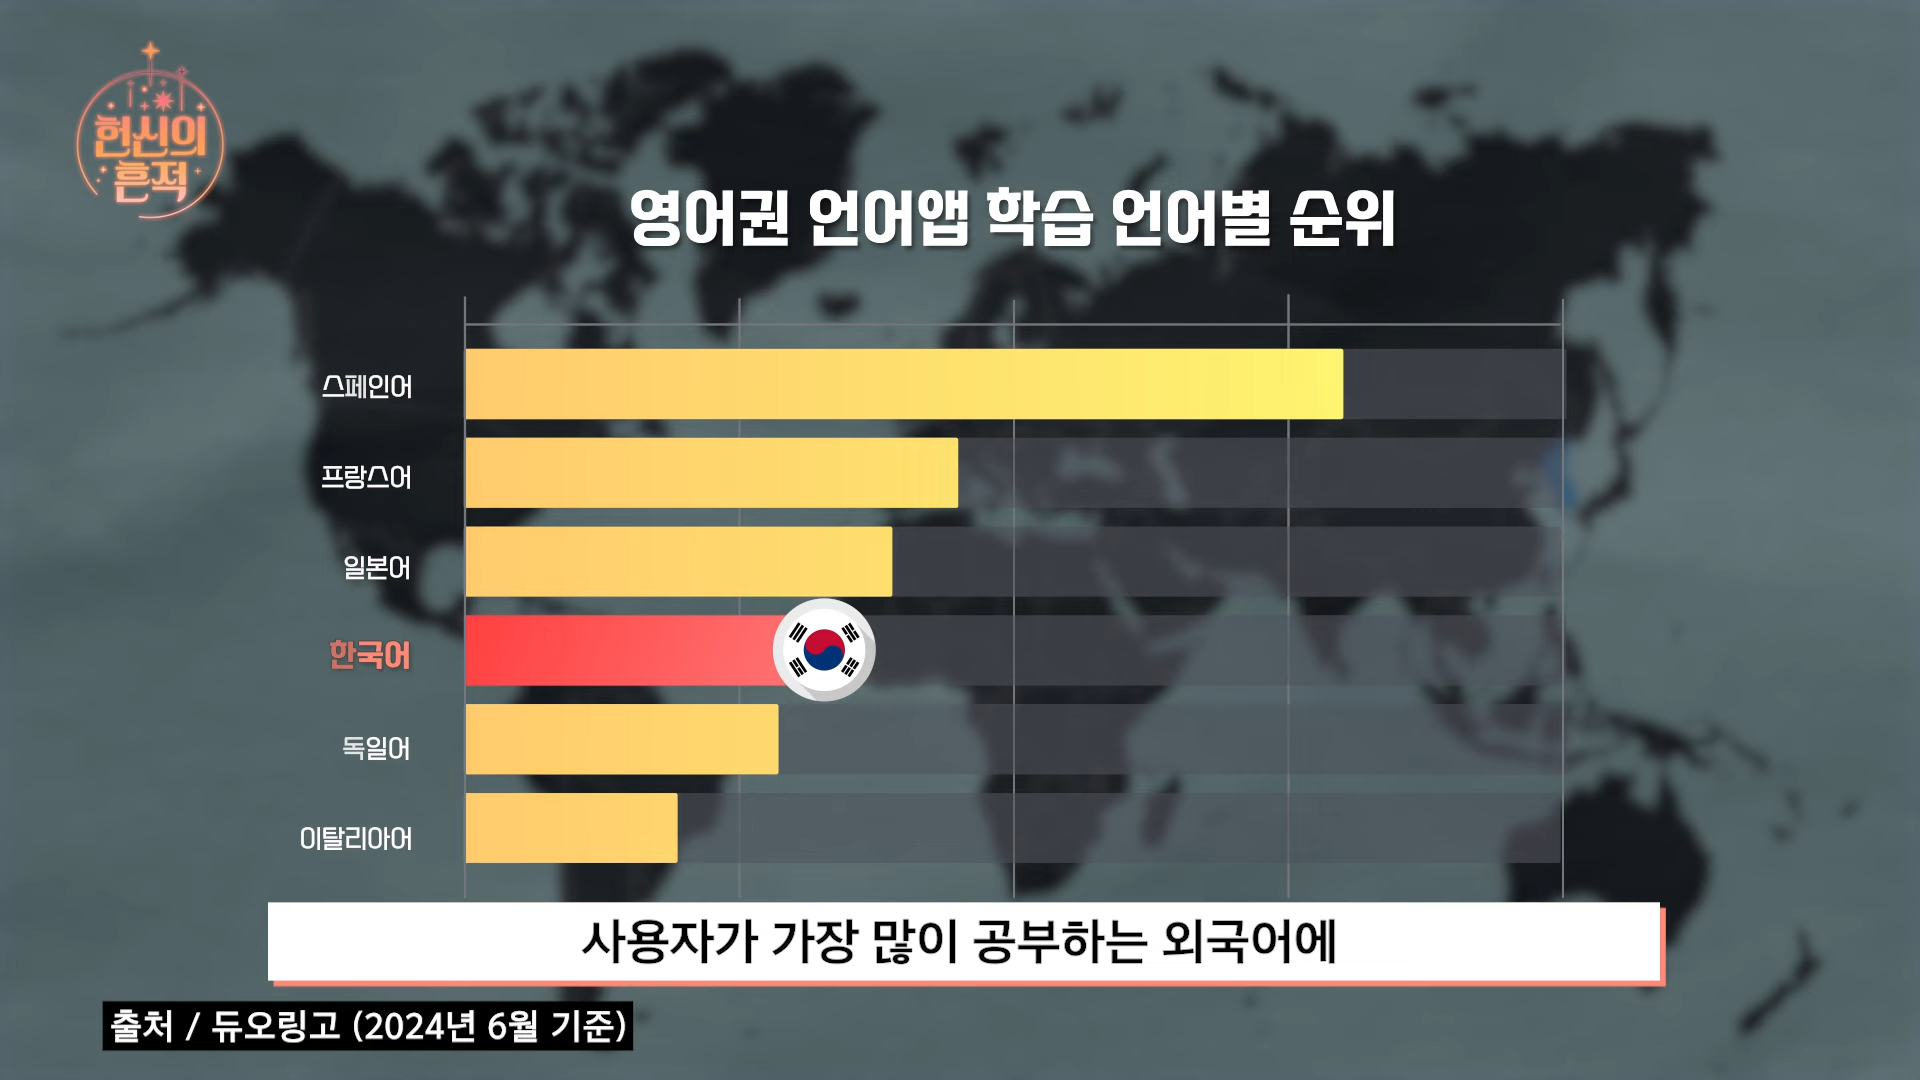 헌신의
흔적
영어권 언어앱 학습 언어별 순위
스페인어
프랑스어
일본어
한국어
독일어
이탈리아어
사용자가 가장 많이 공부하는 외국어에
출처 / 듀오링고 (2024년 6월 기준)